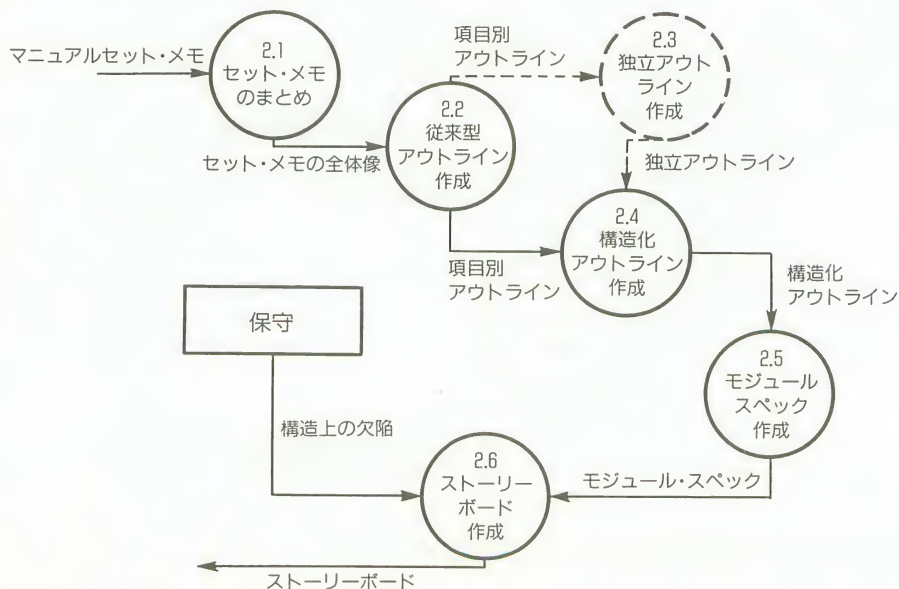 マニュアルセット・メモ
2.1
セット・メモ
のまとめ
セット・メモの全体像
2.2
従来型
アウトライン
作成
項目別
アウトライン
2.3
独立アウト
ライン
作成
独立アウトライン
項目別
アウトライン
2.4
構造化
アウトライン
作成
構造化
アウトライン
2.5
モジュール
スペック
作成
モジュール・スペック
保守
構造上の欠陥
2.6
ストーリー
ボード
作成
ストーリーボード